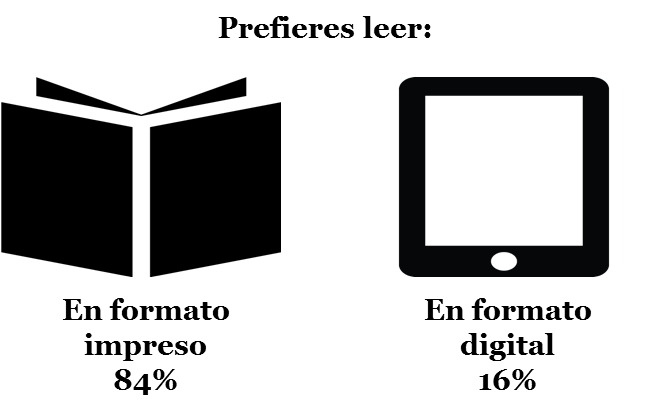 Prefieres leer:
En formato
impreso
84%
En formato
digital
16%